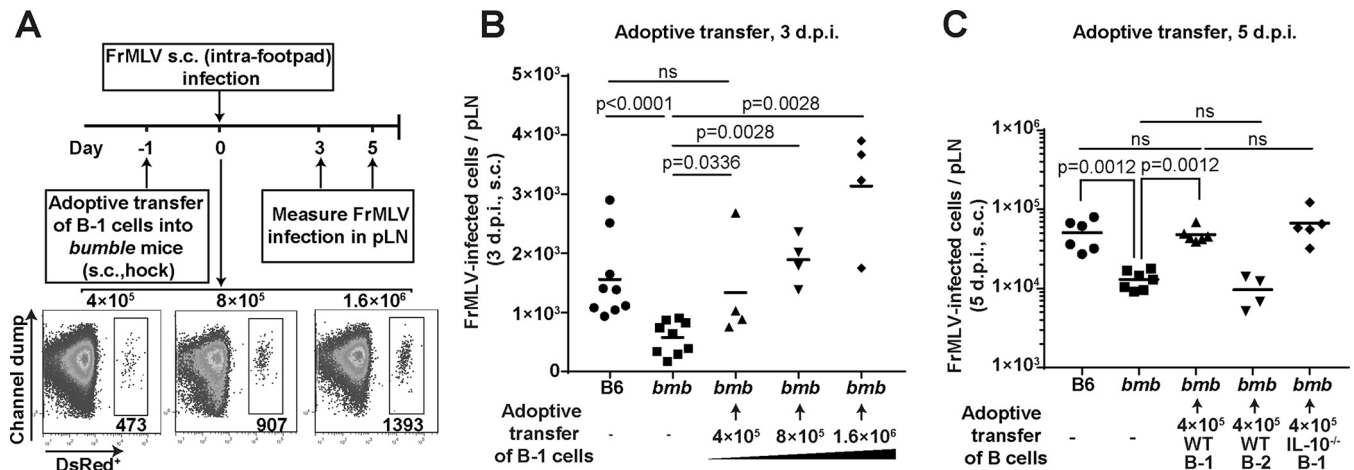 A
FrMLV s.c. (intra-footpad)
infection
Day -1 0 3 5
Adoptive transfer
of B-1 cells into
bumble mice
(s.c.,hock)
Measure FrMLV
infection in pLN
4×10⁵ 8×10⁵ 1.6×10⁶
Channel dump
473 907 1393
DsRed⁺
B
Adoptive transfer, 3 d.p.i.
FrMLV-infected cells / pLN
(3 d.p.i., s.c.)
5×10³
4×10³
3×10³
2×10³
1×10³
0
ns
p<0.0001 p=0.0028
p=0.0028
p=0.0336
B6 bmb bmb bmb bmb
Adoptive
transfer
of B-1 cells
- - 4×10⁵ 8×10⁵ 1.6×10⁶
C
Adoptive transfer, 5 d.p.i.
FrMLV-infected cells / pLN
(5 d.p.i., s.c.)
1×10⁶
1×10⁵
1×10⁴
1×10³
ns
ns ns
p=0.0012 p=0.0012
B6 bmb bmb bmb bmb
Adoptive
transfer
of B cells
- - 4×10⁵ 4×10⁵ 4×10⁵
WT WT IL-10⁻/⁻
B-1 B-2 B-1